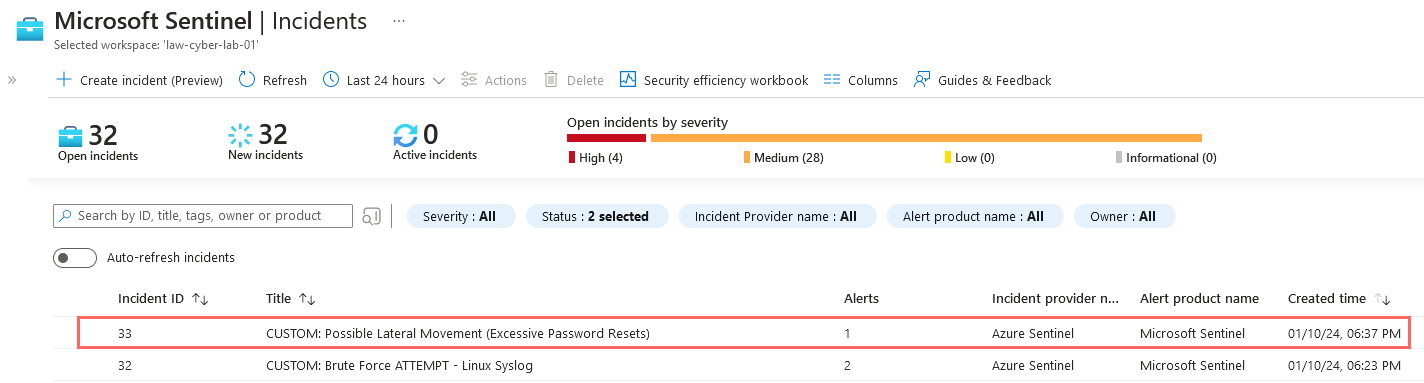 Microsoft Sentinel | Incidents ...
Selected workspace: 'law-cyber-lab-01'
» + Create incident (Preview) Refresh Last 24 hours Actions Delete Security efficiency workbook Columns Guides & Feedback
32 32 0 Open incidents by severity
Open incidents New incidents Active incidents High (4) Medium (28) Low (0) Informational (0)
Search by ID, title, tags, owner or product Severity : All Status : 2 selected Incident Provider name : All Alert product name : All Owner : All
Auto-refresh incidents
Incident ID ↑↓ Title ↑↓ Alerts Incident provider n... Alert product name Created time ↑↓
33 CUSTOM: Possible Lateral Movement (Excessive Password Resets) 1 Azure Sentinel Microsoft Sentinel 01/10/24, 06:37 PM
32 CUSTOM: Brute Force ATTEMPT - Linux Syslog 2 Azure Sentinel Microsoft Sentinel 01/10/24, 06:23 PM